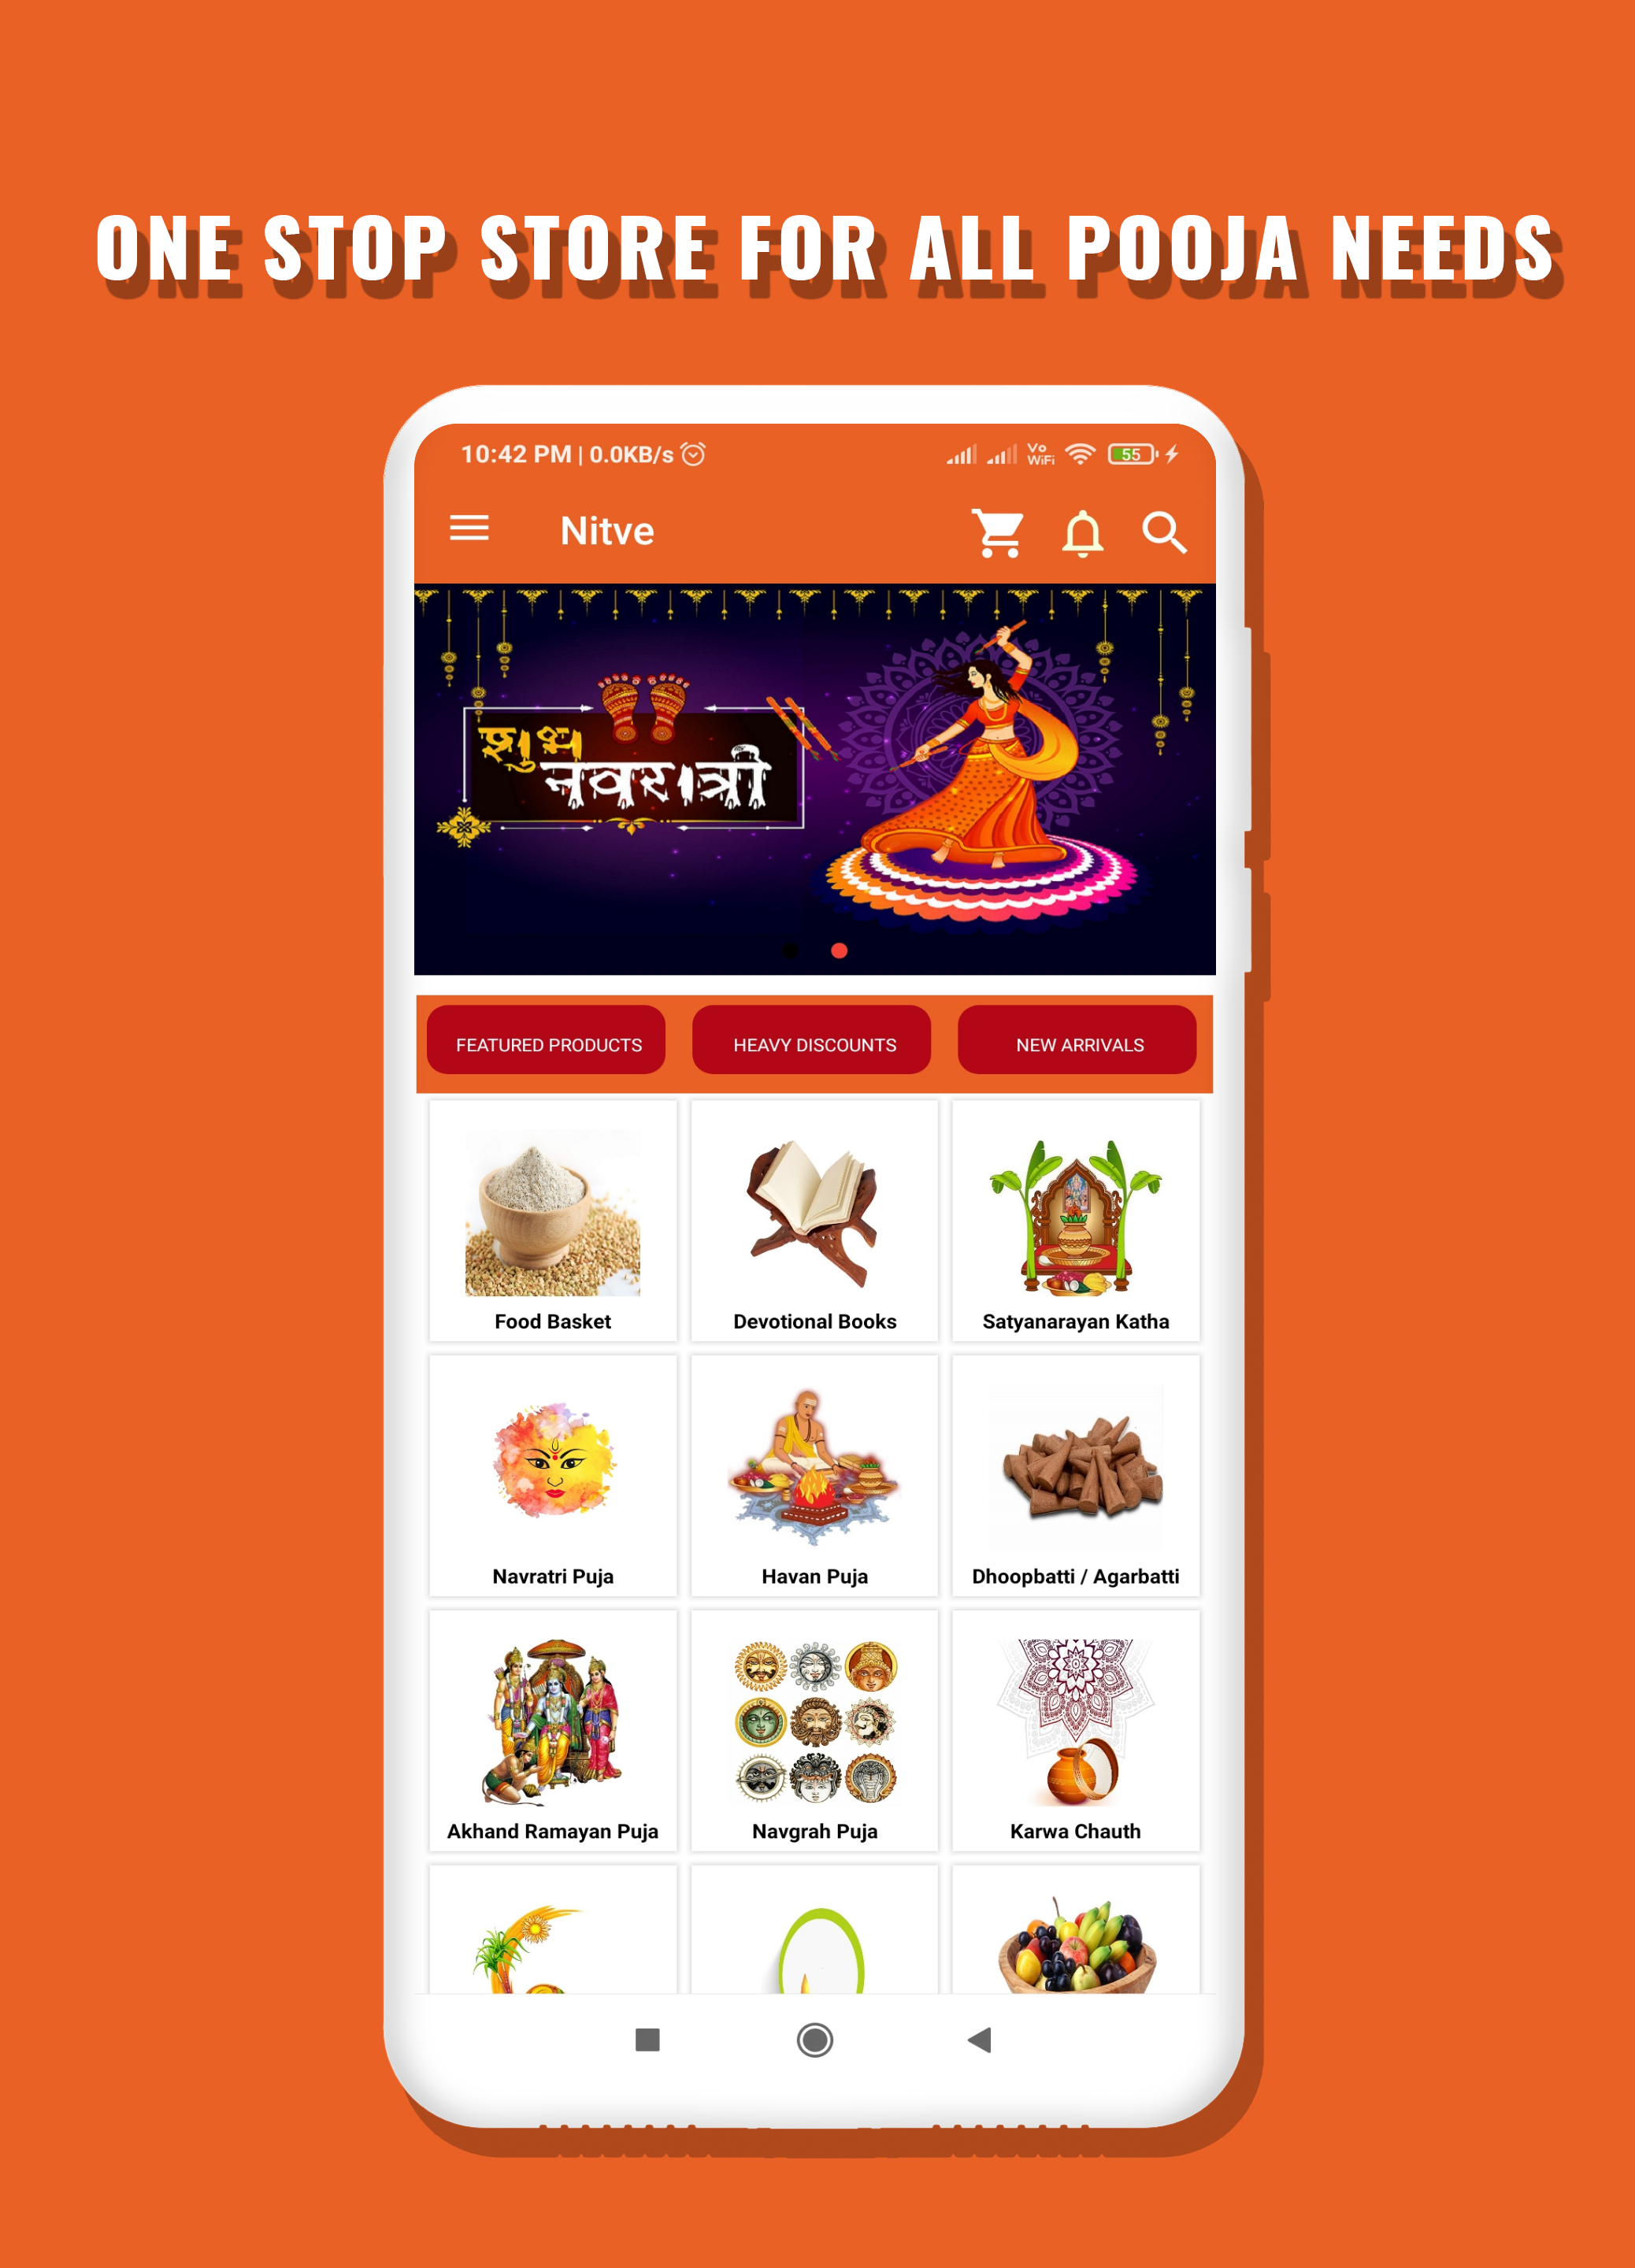 ONE STOP STORE FOR ALL POOJA NEEDS
10:42 PM | 0.0KB/s
Vo
WiFi
55
Nitve
शुभ
नवरात्री
FEATURED PRODUCTS
HEAVY DISCOUNTS
NEW ARRIVALS
Food Basket
Devotional Books
Satyanarayan Katha
Navratri Puja
Havan Puja
Dhoopbatti / Agarbatti
Akhand Ramayan Puja
Navgrah Puja
Karwa Chauth